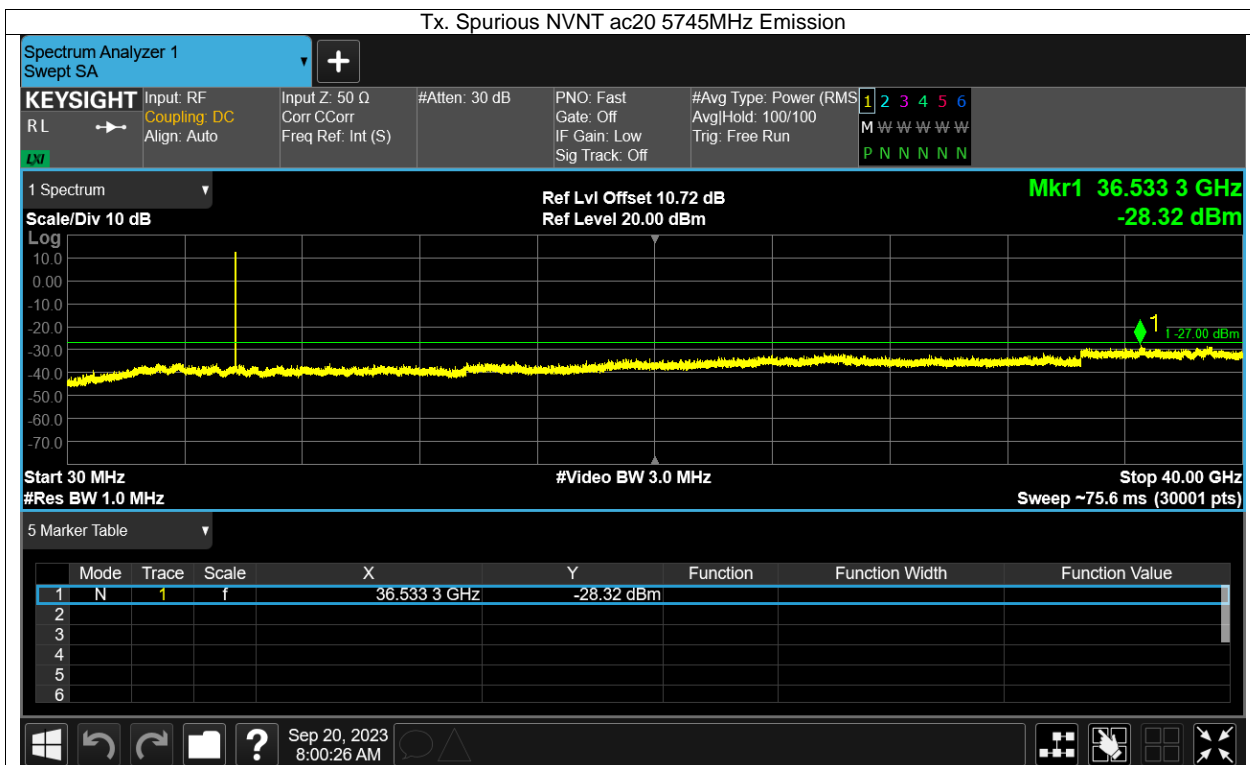 Tx. Spurious NVNT ac20 5745MHz Emission
Spectrum Analyzer 1
Swept SA
+
KEYSIGHT
RL
LXI
Input: RF
Coupling: DC
Align: Auto
Input Z: 50 Ω
Corr CCorr
Freq Ref: Int (S)
#Atten: 30 dB
PNO: Fast
Gate: Off
IF Gain: Low
Sig Track: Off
#Avg Type: Power (RMS
Avg|Hold: 100/100
Trig: Free Run
1 2 3 4 5 6
M W W W W W
P N N N N N
1 Spectrum
Scale/Div 10 dB
Ref Lvl Offset 10.72 dB
Ref Level 20.00 dBm
Mkr1 36.533 3 GHz
-28.32 dBm
Log
10.0
0.00
-10.0
-20.0
-30.0
-40.0
-50.0
-60.0
-70.0
1
1 -27.00 dBm
Start 30 MHz
#Video BW 3.0 MHz
Stop 40.00 GHz
#Res BW 1.0 MHz
Sweep ~75.6 ms (30001 pts)
5 Marker Table
Mode Trace Scale X Y Function Function Width Function Value
1 N 1 f 36.533 3 GHz -28.32 dBm
2
3
4
5
6
?
Sep 20, 2023
8:00:26 AM